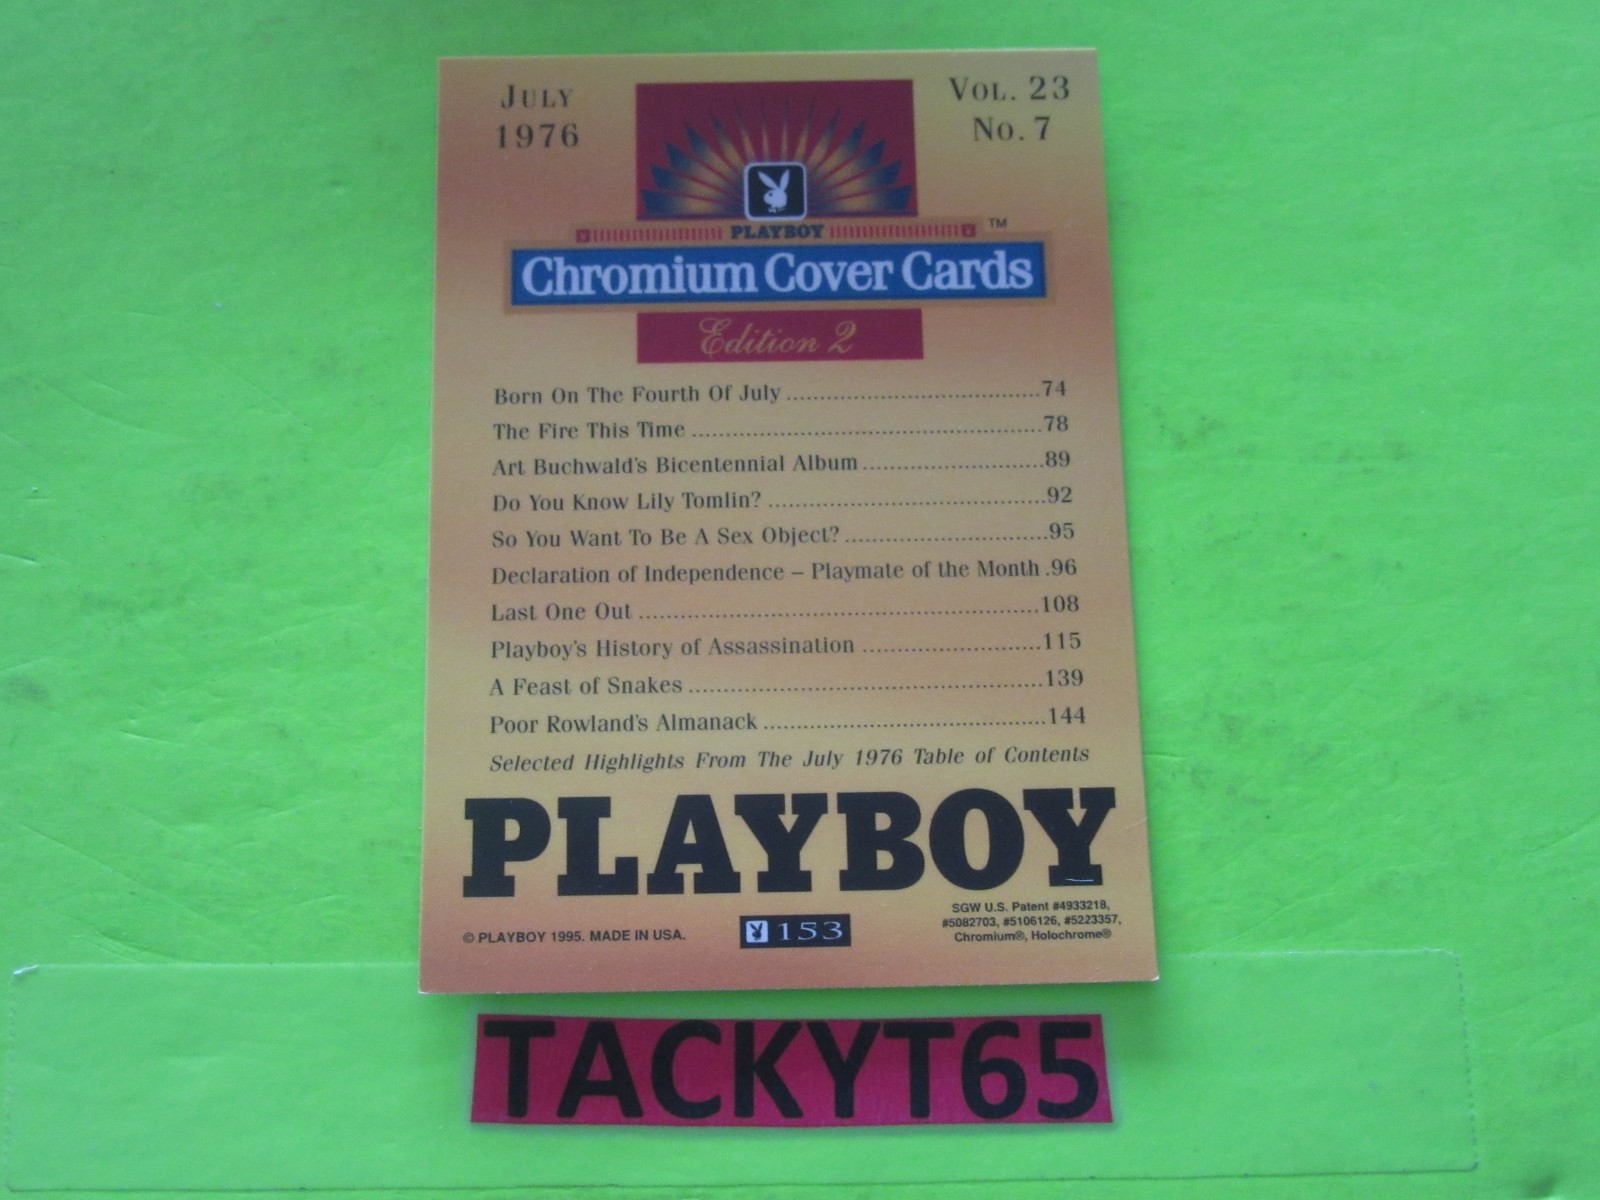 JULY
1976
VOL. 23
No. 7
PLAYBOY
TM
Chromium Cover Cards
Edition 2
Born On The Fourth Of July ......................................74
The Fire This Time .....................................................78
Art Buchwald's Bicentennial Album ...........................89
Do You Know Lily Tomlin? ..........................................92
So You Want To Be A Sex Object? ...............................95
Declaration of Independence – Playmate of the Month .96
Last One Out ............................................................108
Playboy's History of Assassination ...........................115
A Feast of Snakes .....................................................139
Poor Rowland's Almanack ..........................................144
Selected Highlights From The July 1976 Table of Contents
PLAYBOY
© PLAYBOY 1995. MADE IN USA.
153
SGW U.S. Patent #4933218,
#5082703, #5106126, #5223357,
Chromium®, Holochrome®
TACKYT65